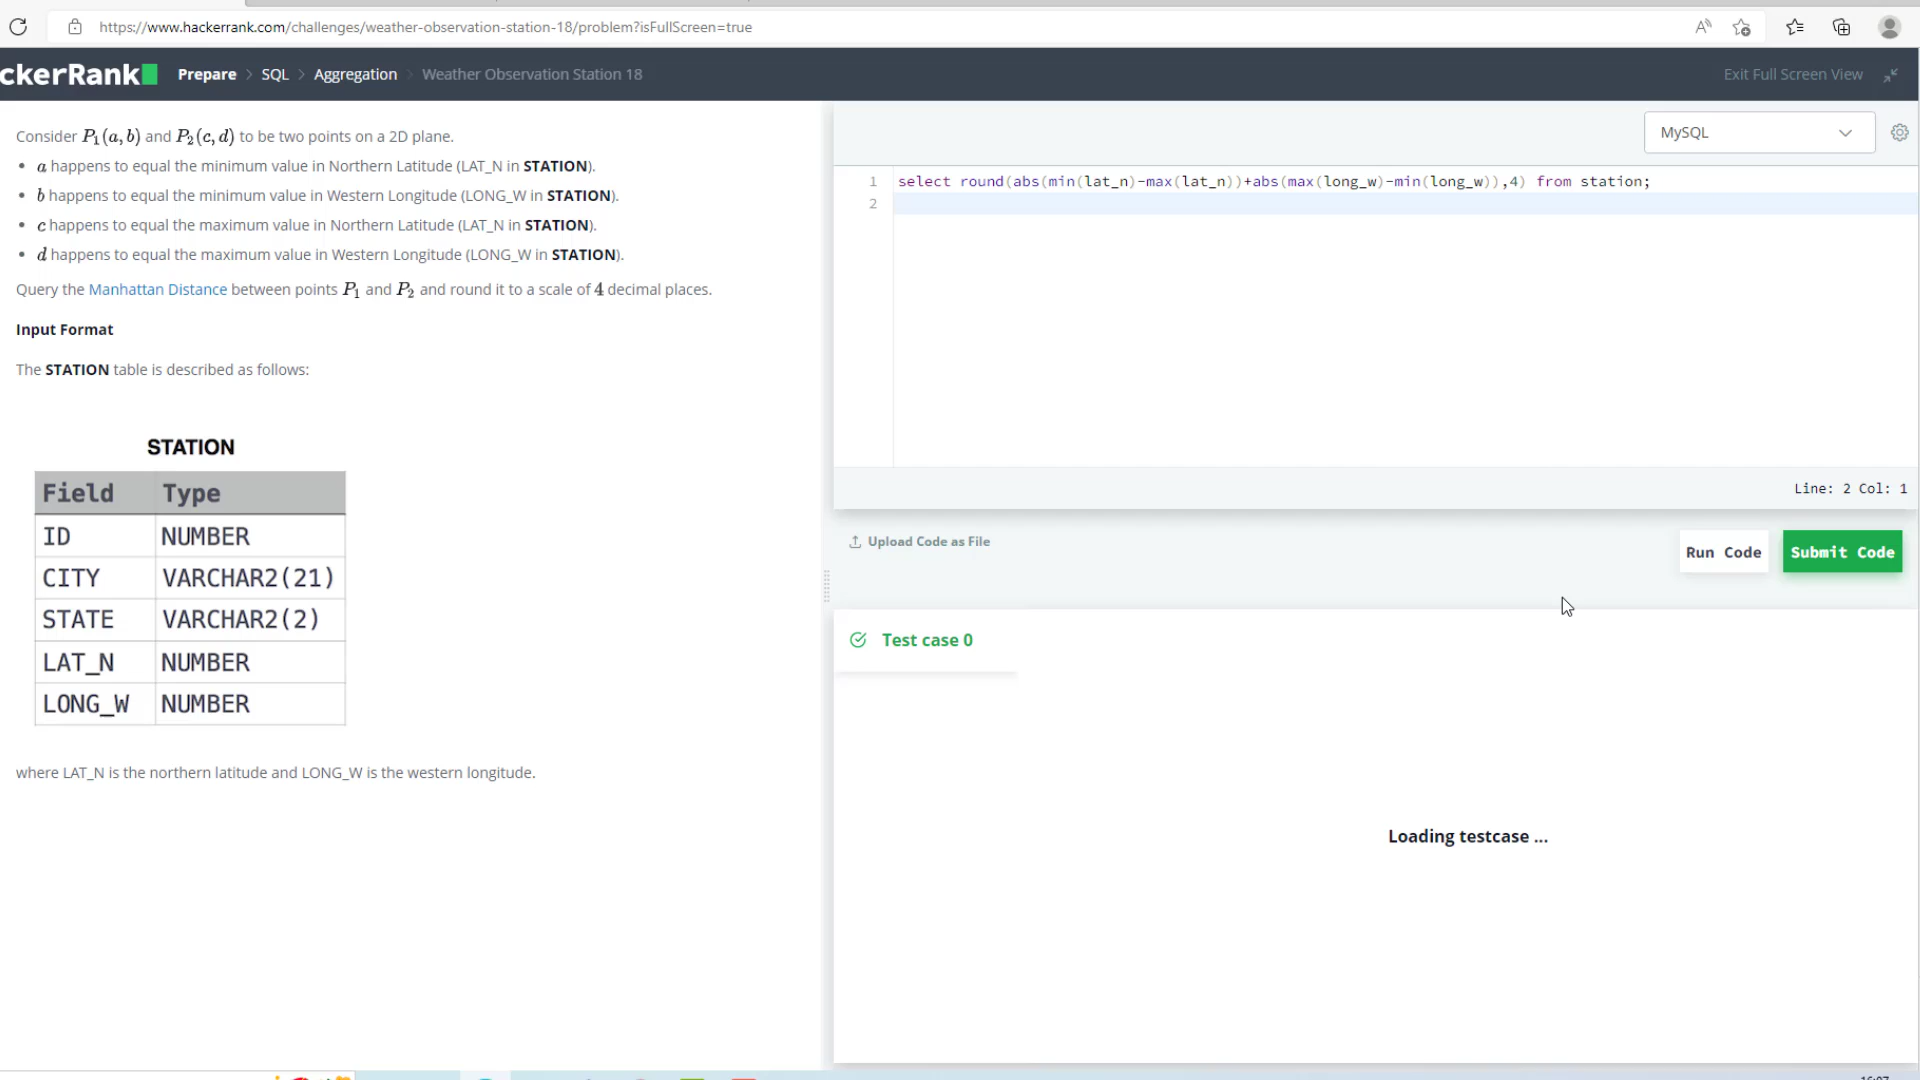 https://www.hackerrank.com/challenges/weather-observation-station-18/problem?isFullScreen=true
ckerRank Prepare > SQL > Aggregation > Weather Observation Station 18 Exit Full Screen View
Consider P1(a, b) and P2(c, d) to be two points on a 2D plane.
• a happens to equal the minimum value in Northern Latitude (LAT_N in STATION).
• b happens to equal the minimum value in Western Longitude (LONG_W in STATION).
• c happens to equal the maximum value in Northern Latitude (LAT_N in STATION).
• d happens to equal the maximum value in Western Longitude (LONG_W in STATION).
Query the Manhattan Distance between points P1 and P2 and round it to a scale of 4 decimal places.
Input Format
The STATION table is described as follows:
STATION
Field Type
ID NUMBER
CITY VARCHAR2(21)
STATE VARCHAR2(2)
LAT_N NUMBER
LONG_W NUMBER
where LAT_N is the northern latitude and LONG_W is the western longitude.
MySQL
1 select round(abs(min(lat_n)-max(lat_n))+abs(max(long_w)-min(long_w)),4) from station;
2
Line: 2 Col: 1
Upload Code as File
Run Code
Submit Code
Test case 0
Loading testcase ...